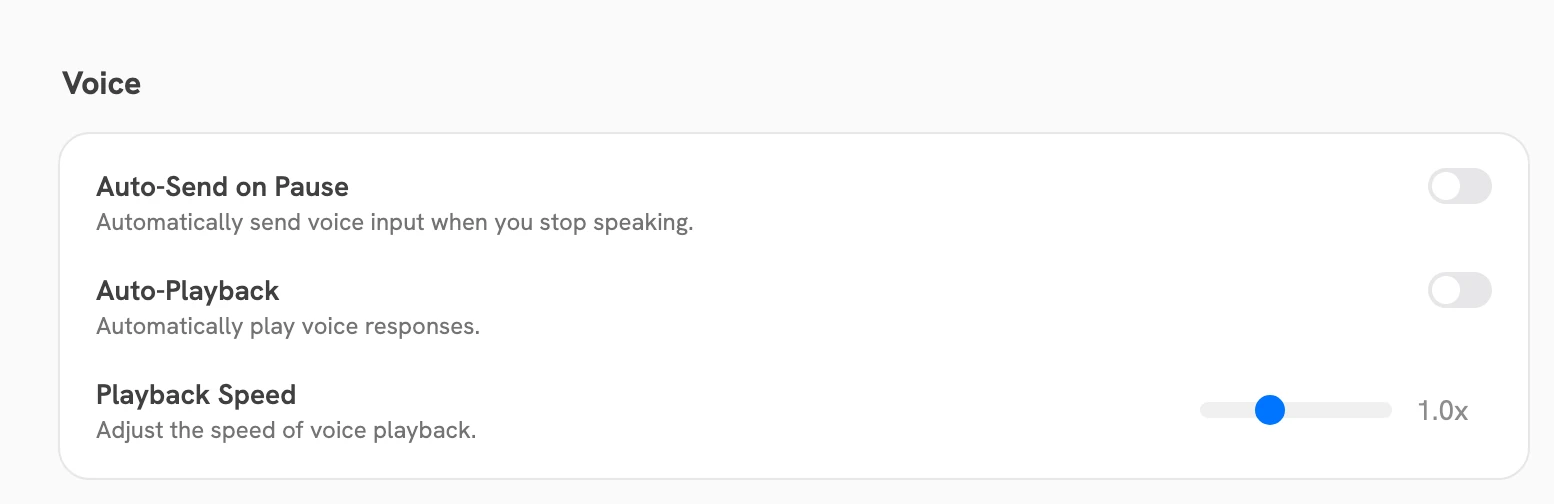 Voice
Auto-Send on Pause
Automatically send voice input when you stop speaking.
Auto-Playback
Automatically play voice responses.
Playback Speed
Adjust the speed of voice playback.
1.0x